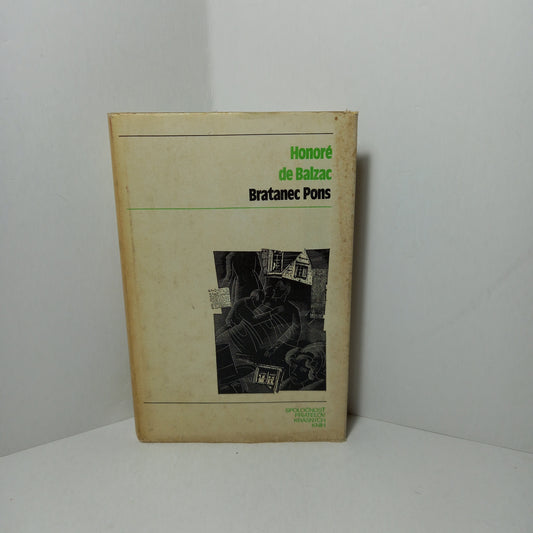 Honoré
de Balzac
Bratanec Pons
SPOLOČNOSŤ
PRIATEĽOV
KRÁSNYCH
KNÍH